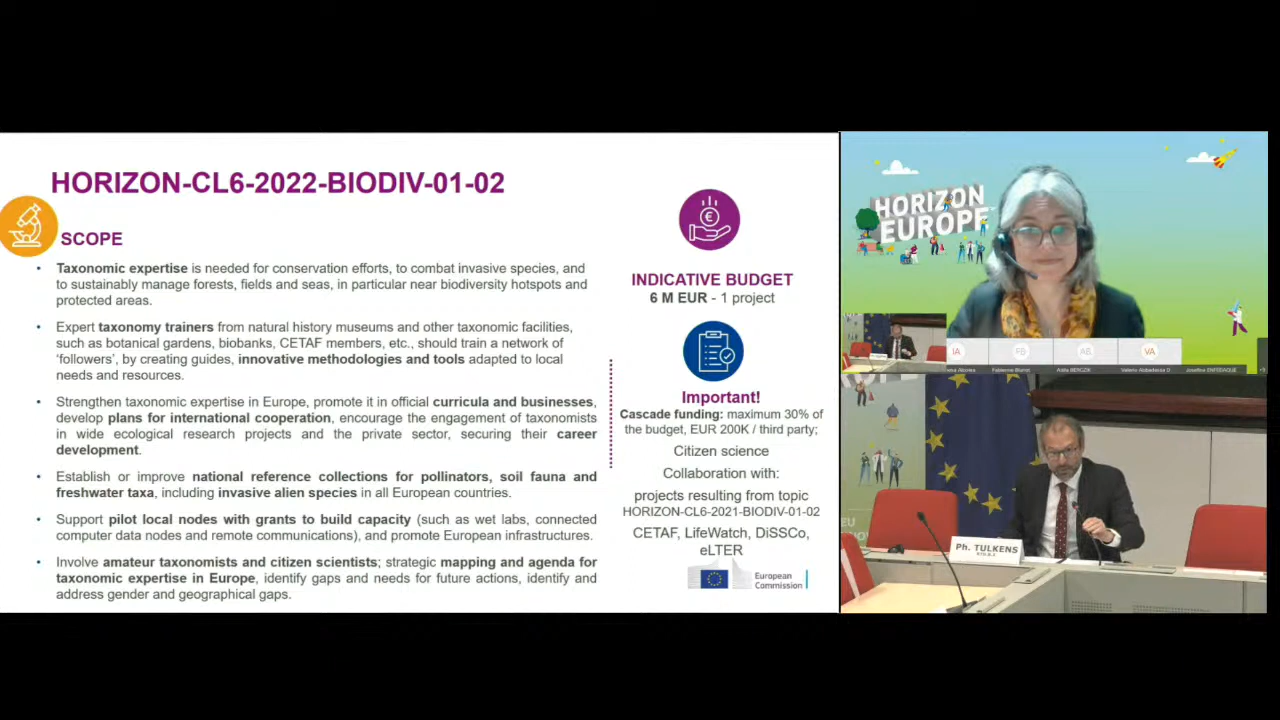 HORIZON-CL6-2022-BIODIV-01-02
SCOPE
• Taxonomic expertise is needed for conservation efforts, to combat invasive species, and
to sustainably manage forests, fields and seas, in particular near biodiversity hotspots and
protected areas.
• Expert taxonomy trainers from natural history museums and other taxonomic facilities,
such as botanical gardens, biobanks, CETAF members, etc., should train a network of
‘followers’, by creating guides, innovative methodologies and tools adapted to local
needs and resources.
• Strengthen taxonomic expertise in Europe, promote it in official curricula and businesses,
develop plans for international cooperation, encourage the engagement of taxonomists
in wide ecological research projects and the private sector, securing their career
development.
• Establish or improve national reference collections for pollinators, soil fauna and
freshwater taxa, including invasive alien species in all European countries.
• Support pilot local nodes with grants to build capacity (such as wet labs, connected
computer data nodes and remote communications), and promote European infrastructures.
• Involve amateur taxonomists and citizen scientists; strategic mapping and agenda for
taxonomic expertise in Europe, identify gaps and needs for future actions, identify and
address gender and geographical gaps.
INDICATIVE BUDGET
6 M EUR - 1 project
Important!
Cascade funding: maximum 30% of
the budget, EUR 200K / third party;
Citizen science
Collaboration with:
projects resulting from topic
HORIZON-CL6-2021-BIODIV-01-02
CETAF, LifeWatch, DiSSCo,
eLTER
European
Commission
HORIZON
EUROPE
IA
VA
EU
Ph. TULKENS